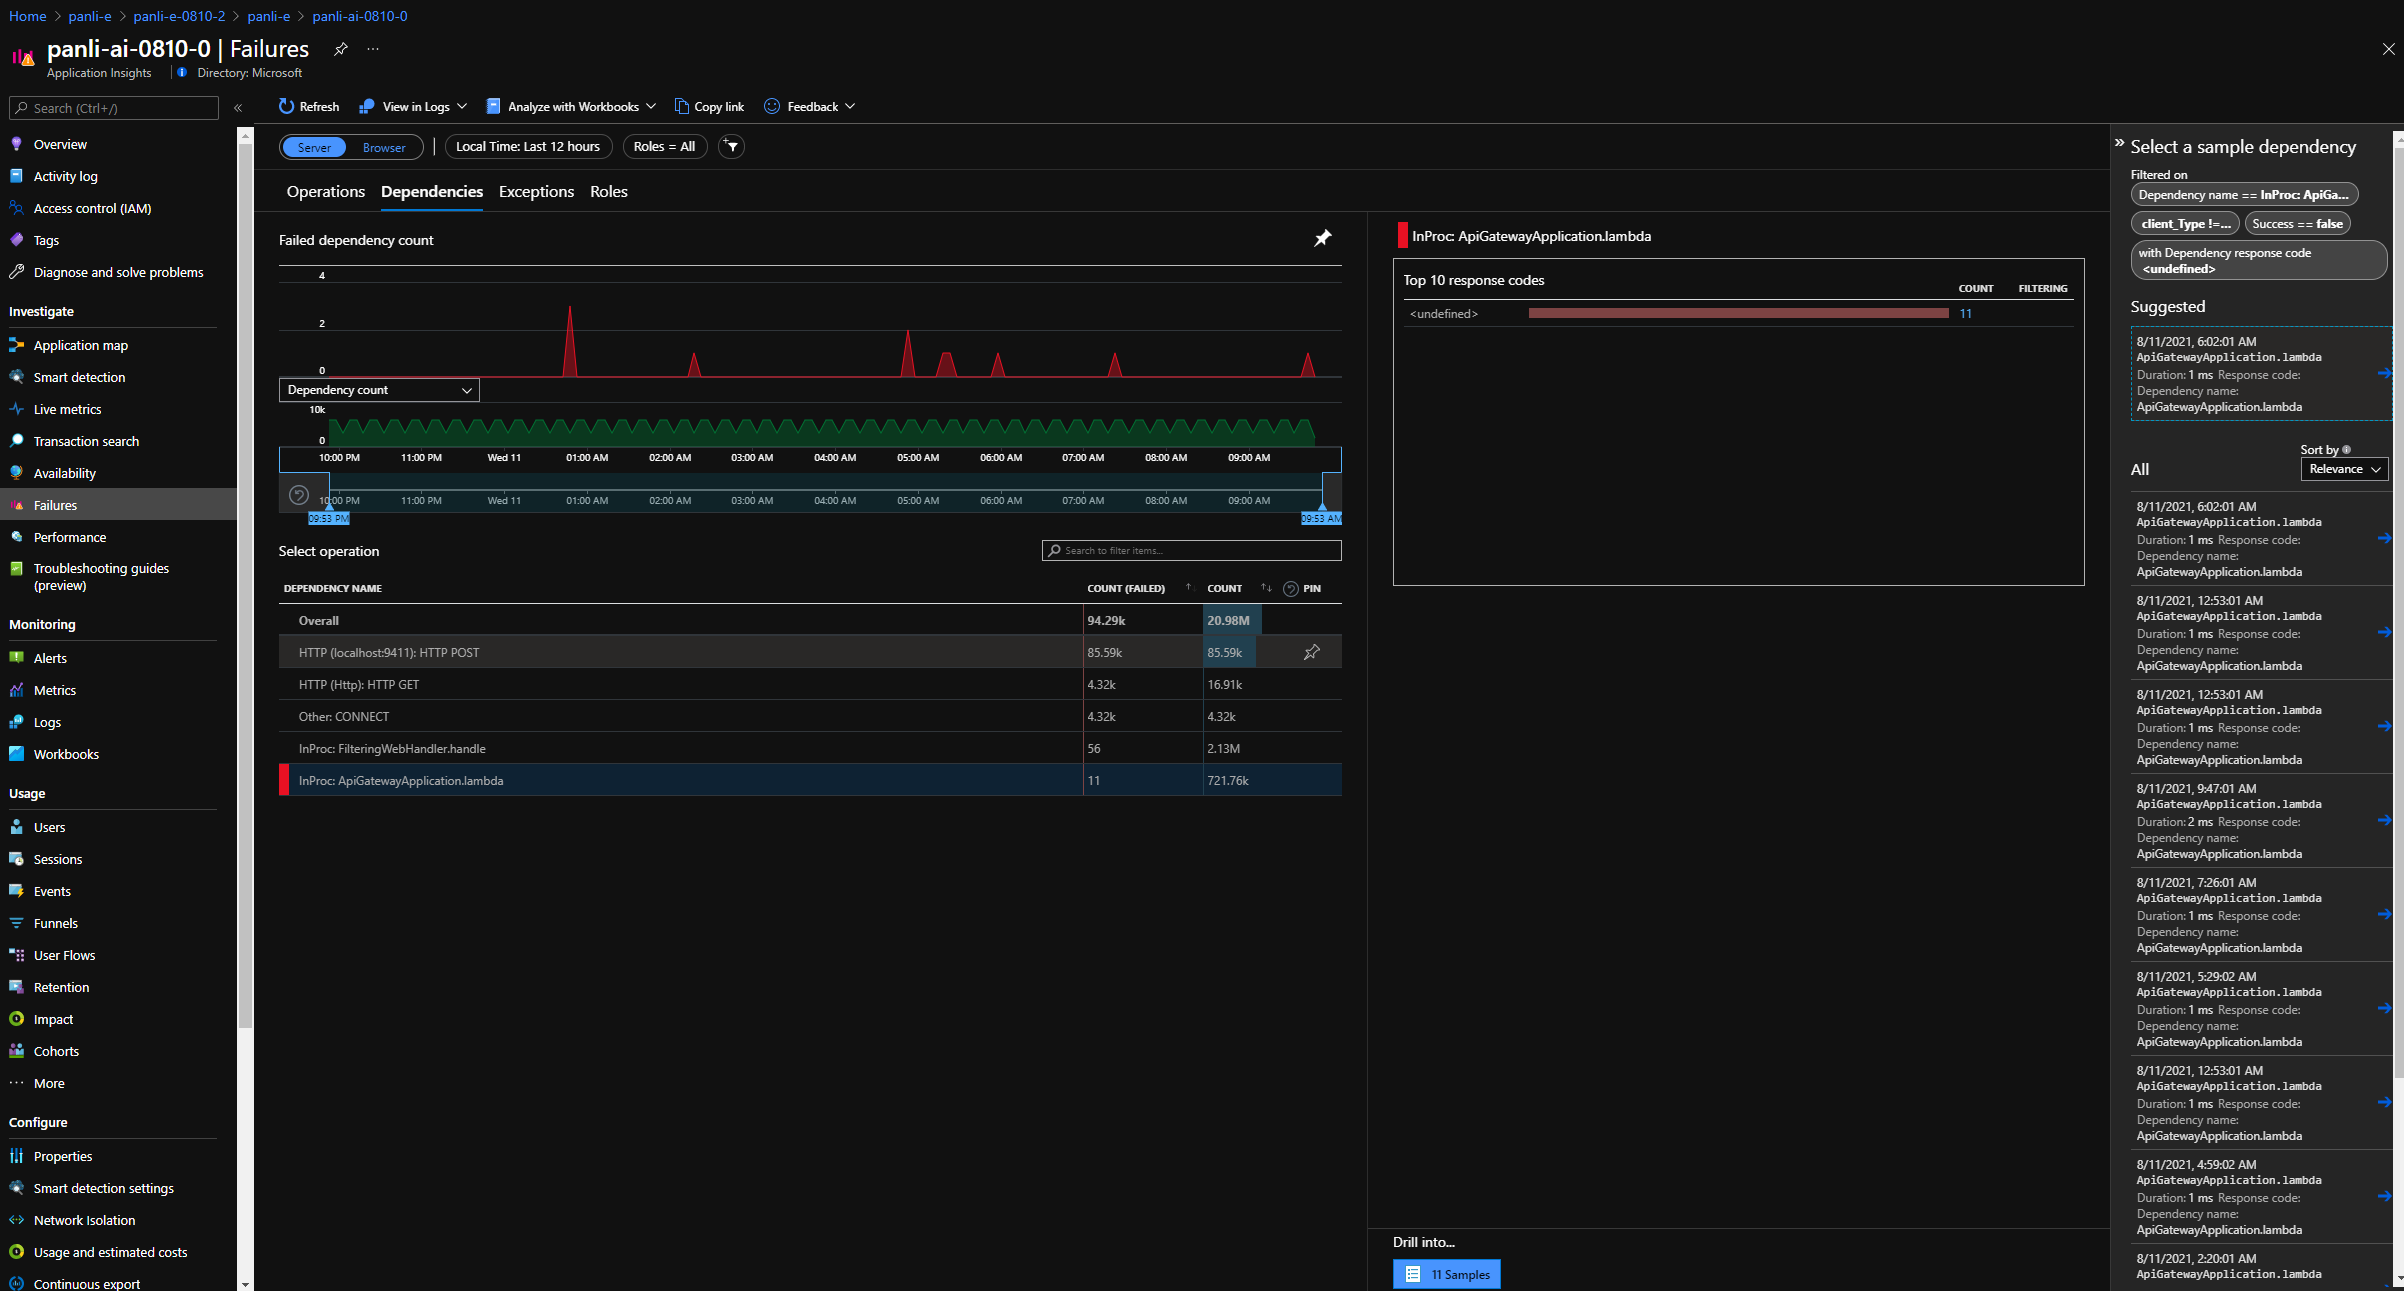 Home > panli-e > panli-e-0810-2 > panli-e > panli-ai-0810-0
panli-ai-0810-0 | Failures
Application Insights | Directory: Microsoft
Search (Ctrl+/)
Overview
Activity log
Access control (IAM)
Tags
Diagnose and solve problems
Investigate
Application map
Smart detection
Live metrics
Transaction search
Availability
Failures
Performance
Troubleshooting guides
(preview)
Monitoring
Alerts
Metrics
Logs
Workbooks
Usage
Users
Sessions
Events
Funnels
User Flows
Retention
Impact
Cohorts
More
Configure
Properties
Smart detection settings
Network Isolation
Usage and estimated costs
Continuous export
Refresh View in Logs Analyze with Workbooks Copy link Feedback
Server Browser | Local Time: Last 12 hours Roles = All
Operations Dependencies Exceptions Roles
Failed dependency count
4
2
0
Dependency count
10k
0
10:00 PM 11:00 PM Wed 11 01:00 AM 02:00 AM 03:00 AM 04:00 AM 05:00 AM 06:00 AM 07:00 AM 08:00 AM 09:00 AM
10:00 PM 11:00 PM Wed 11 01:00 AM 02:00 AM 03:00 AM 04:00 AM 05:00 AM 06:00 AM 07:00 AM 08:00 AM 09:00 AM
09:53 PM 09:53 AM
Select operation
Search to filter items...
DEPENDENCY NAME COUNT (FAILED) COUNT PIN
Overall 94.29k 20.98M
HTTP (localhost:9411): HTTP POST 85.59k 85.59k
HTTP (Http): HTTP GET 4.32k 16.91k
Other: CONNECT 4.32k 4.32k
InProc: FilteringWebHandler.handle 56 2.13M
InProc: ApiGatewayApplication.lambda 11 721.76k
InProc: ApiGatewayApplication.lambda
Top 10 response codes
COUNT FILTERING
<undefined> 11
Drill into...
11 Samples
Select a sample dependency
Filtered on
Dependency name == InProc: ApiGa...
client_Type !=... Success == false
with Dependency response code
<undefined>
Suggested
8/11/2021, 6:02:01 AM
ApiGatewayApplication.lambda
Duration: 1 ms Response code:
Dependency name:
ApiGatewayApplication.lambda
Sort by
All
Relevance
8/11/2021, 6:02:01 AM
ApiGatewayApplication.lambda
Duration: 1 ms Response code:
Dependency name:
ApiGatewayApplication.lambda
8/11/2021, 12:53:01 AM
ApiGatewayApplication.lambda
Duration: 1 ms Response code:
Dependency name:
ApiGatewayApplication.lambda
8/11/2021, 12:53:01 AM
ApiGatewayApplication.lambda
Duration: 1 ms Response code:
Dependency name:
ApiGatewayApplication.lambda
8/11/2021, 9:47:01 AM
ApiGatewayApplication.lambda
Duration: 2 ms Response code:
Dependency name:
ApiGatewayApplication.lambda
8/11/2021, 7:26:01 AM
ApiGatewayApplication.lambda
Duration: 1 ms Response code:
Dependency name:
ApiGatewayApplication.lambda
8/11/2021, 5:29:02 AM
ApiGatewayApplication.lambda
Duration: 1 ms Response code:
Dependency name:
ApiGatewayApplication.lambda
8/11/2021, 12:53:01 AM
ApiGatewayApplication.lambda
Duration: 1 ms Response code:
Dependency name:
ApiGatewayApplication.lambda
8/11/2021, 4:59:02 AM
ApiGatewayApplication.lambda
Duration: 1 ms Response code:
Dependency name:
ApiGatewayApplication.lambda
8/11/2021, 2:20:01 AM
ApiGatewayApplication.lambda